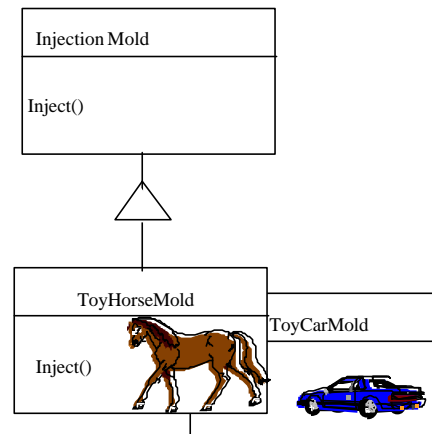 Injection Mold
Inject()
ToyHorseMold
ToyCarMold
Inject()